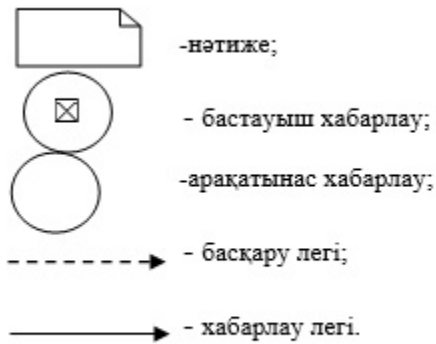 -нәтиже;
- бастауыш хабарлау;
-арақатынас хабарлау;
- басқару легі;
- хабарлау легі.